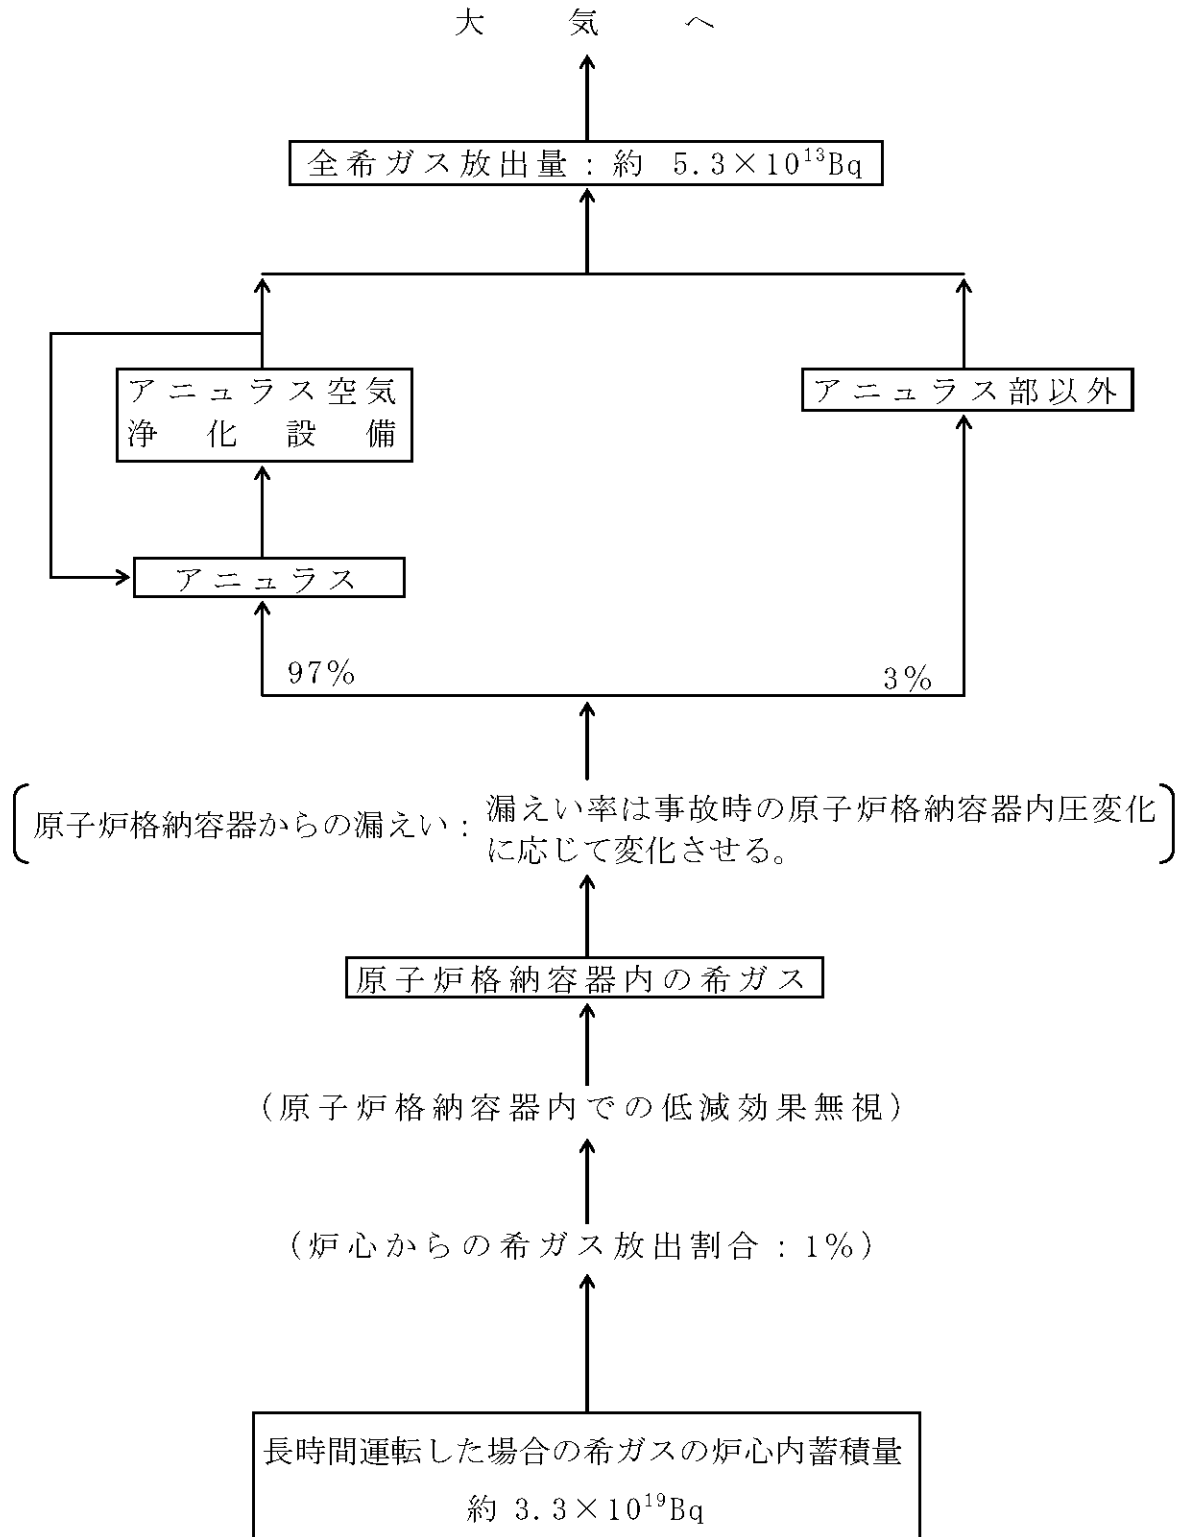 大気へ
全希ガス放出量：約 5.3×10¹³Bq
アニュラス空気
浄化設備
アニュラス部以外
アニュラス
97%
3%
原子炉格納容器からの漏えい：漏えい率は事故時の原子炉格納容器内圧変化
に応じて変化させる。
原子炉格納容器内の希ガス
（原子炉格納容器内での低減効果無視）
（炉心からの希ガス放出割合：1%）
長時間運転した場合の希ガスの炉心内蓄積量
約 3.3×10¹⁹Bq